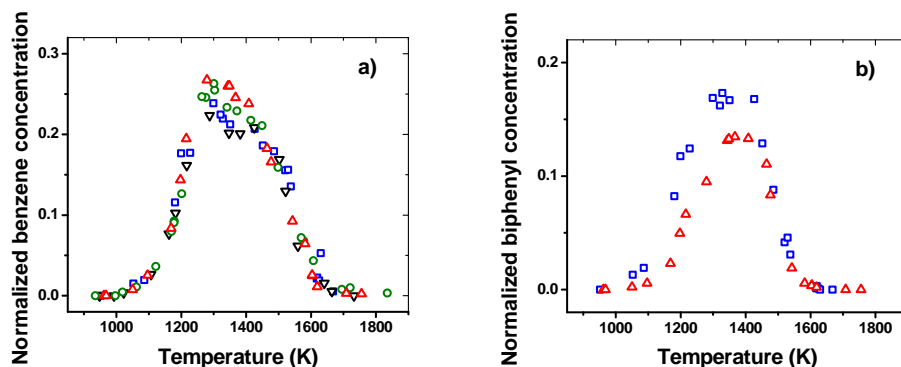 Normalized benzene concentration
0.3
0.2
0.1
0.0
a)
1000 1200 1400 1600 1800
Temperature (K)
Normalized biphenyl concentration
0.2
0.1
0.0
b)
1000 1200 1400 1600 1800
Temperature (K)